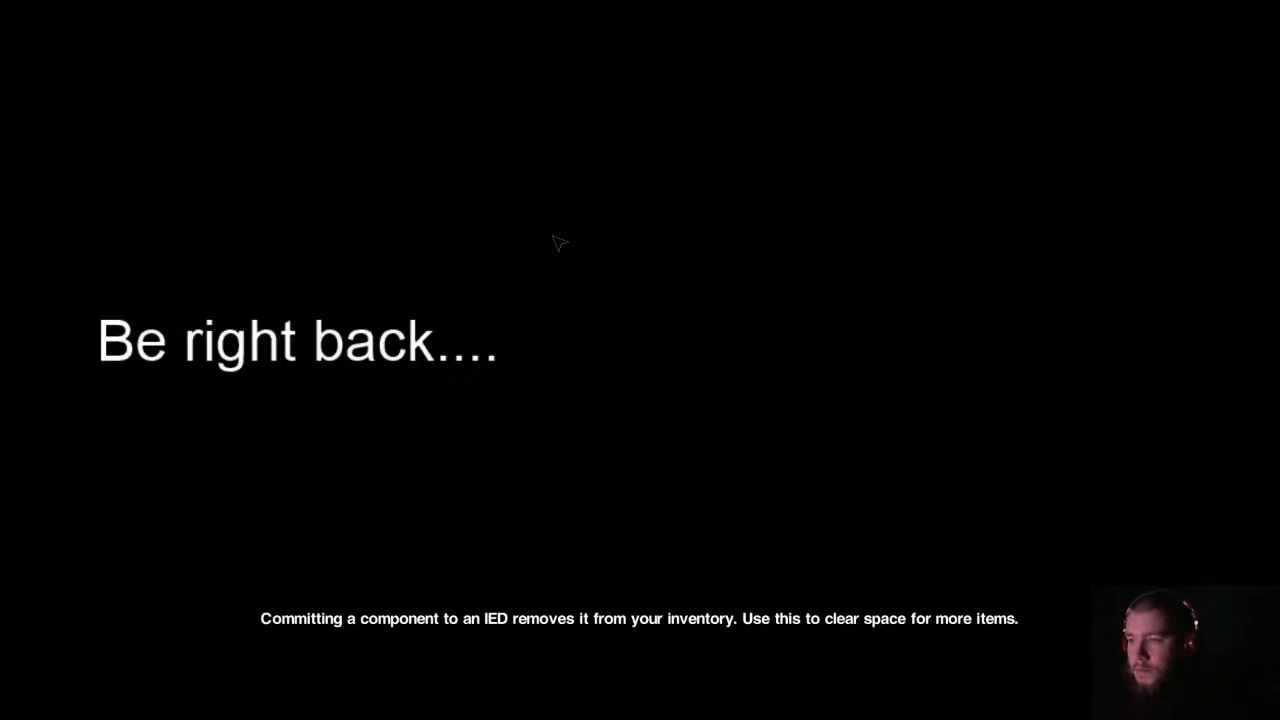 Be right back....
Committing a component to an IED removes it from your inventory. Use this to clear space for more items.